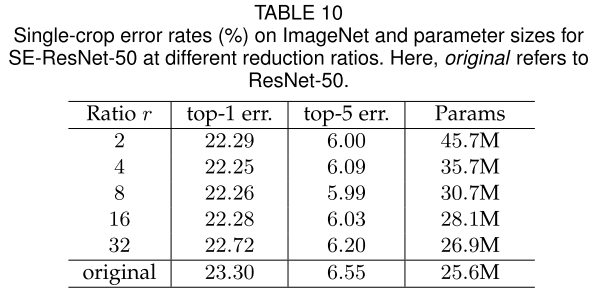 TABLE 10
Single-crop error rates (%) on ImageNet and parameter sizes for
SE-ResNet-50 at different reduction ratios. Here, original refers to
ResNet-50.
Ratio r top-1 err. top-5 err. Params
2 22.29 6.00 45.7M
4 22.25 6.09 35.7M
8 22.26 5.99 30.7M
16 22.28 6.03 28.1M
32 22.72 6.20 26.9M
original 23.30 6.55 25.6M